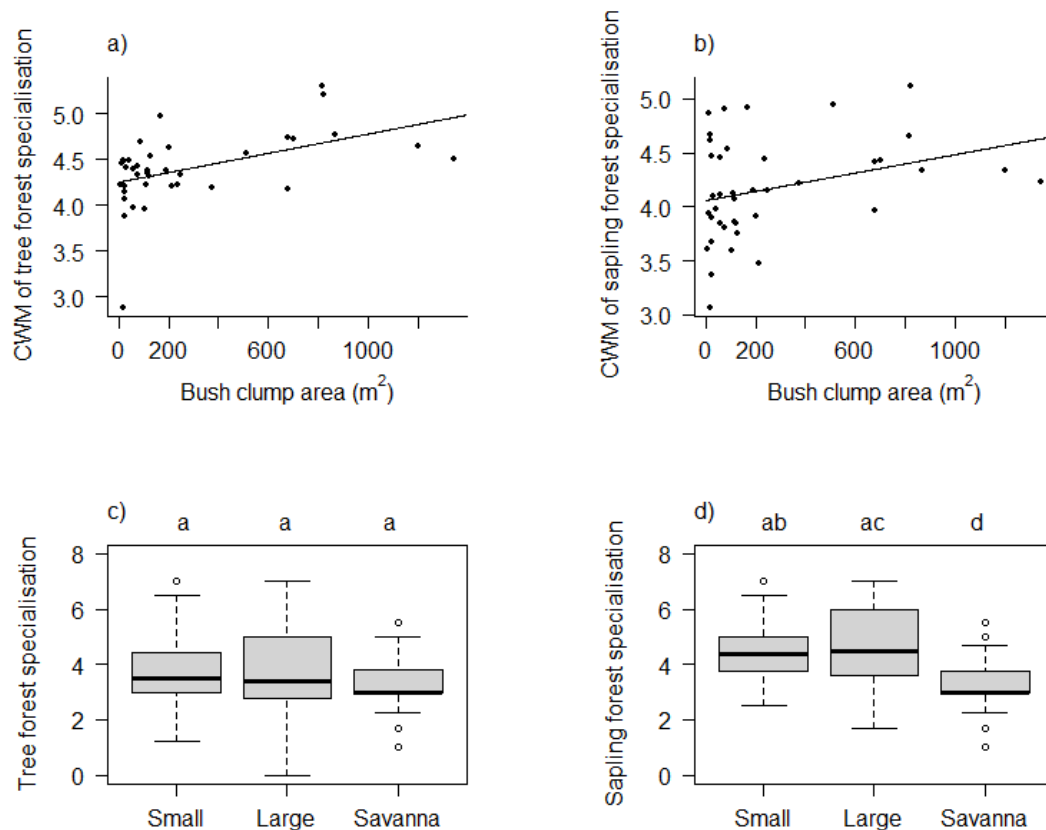 a)
CWM of tree forest specialisation
5.0
4.5
4.0
3.5
3.0
0 200 600 1000
Bush clump area (m²)
b)
CWM of sapling forest specialisation
5.0
4.5
4.0
3.5
3.0
0 200 600 1000
Bush clump area (m²)
c)
a a a
Tree forest specialisation
8
6
4
2
0
Small Large Savanna
d)
ab ac d
Sapling forest specialisation
8
6
4
2
0
Small Large Savanna